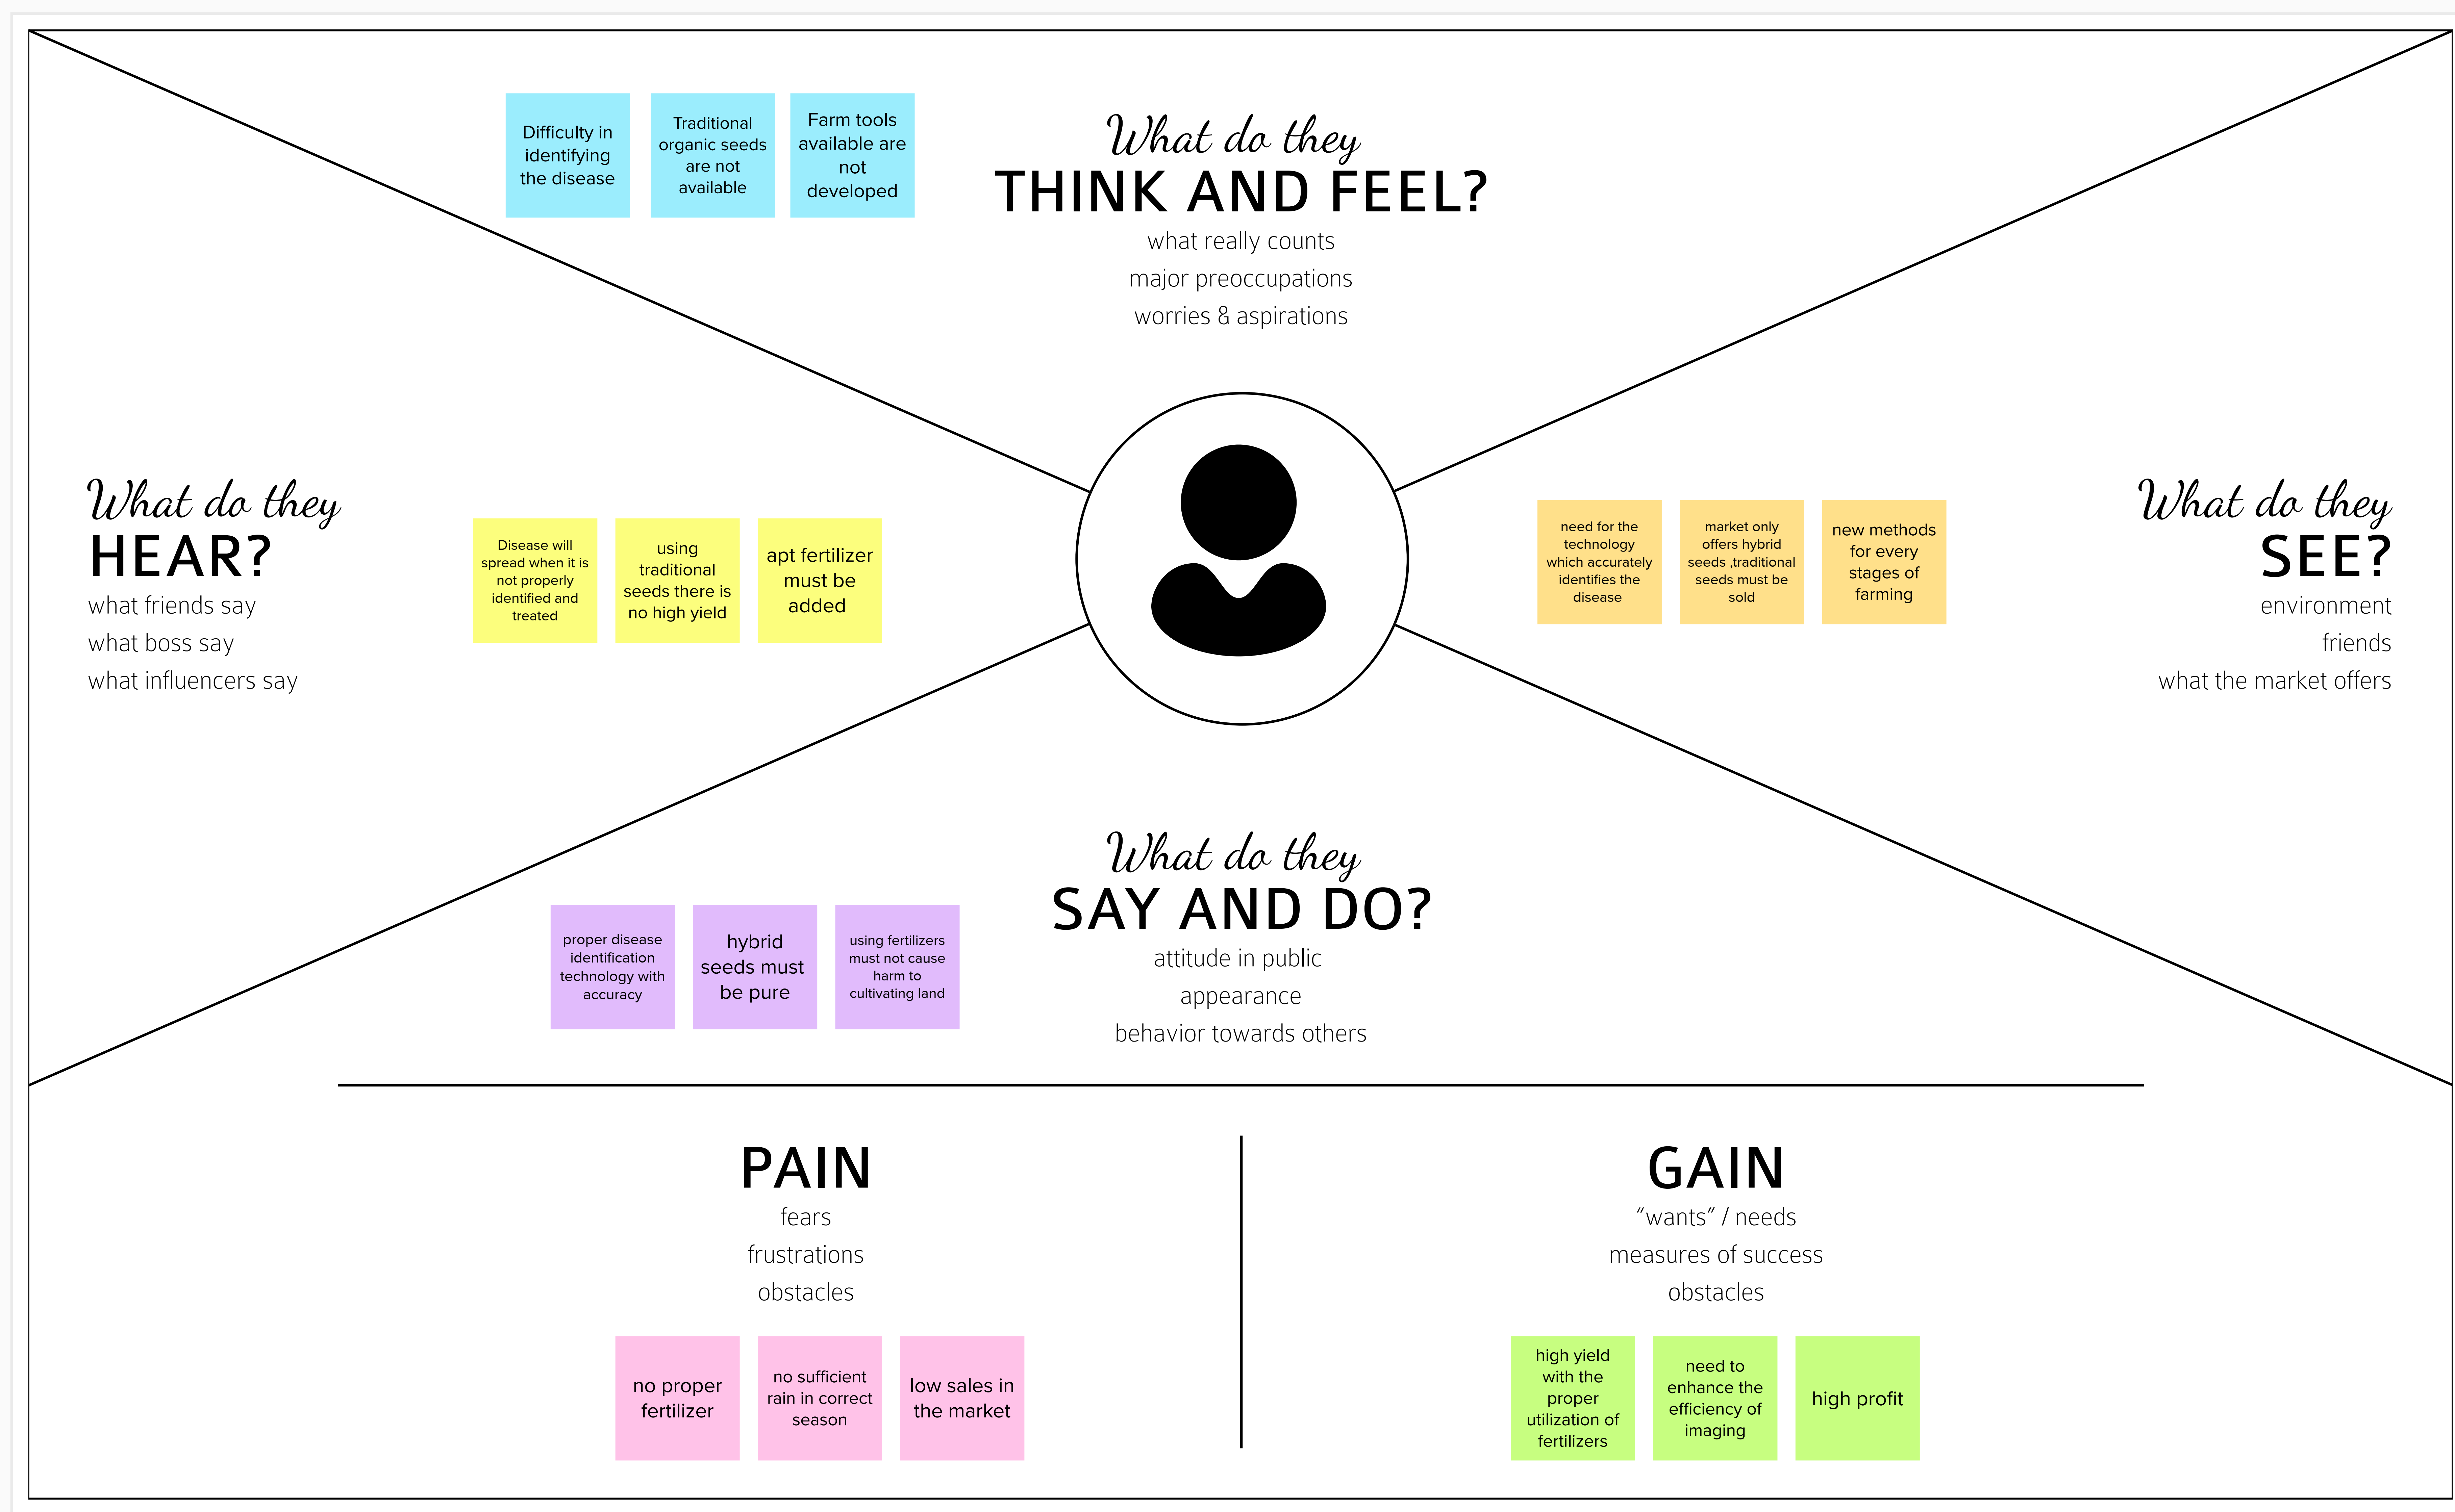 Difficulty in
identifying
the disease
Traditional
organic seeds
are not
available
Farm tools
available are
not
developed
What do they
THINK AND FEEL?
what really counts
major preoccupations
worries & aspirations
What do they
HEAR?
what friends say
what boss say
what influencers say
Disease will
spread when it is
not properly
identified and
treated
using
traditional
seeds there is
no high yield
apt fertilizer
must be
added
need for the
technology
which accurately
identifies the
disease
market only
offers hybrid
seeds ,traditional
seeds must be
sold
new methods
for every
stages of
farming
What do they
SEE?
environment
friends
what the market offers
What do they
SAY AND DO?
attitude in public
appearance
behavior towards others
proper disease
identification
technology with
accuracy
hybrid
seeds must
be pure
using fertilizers
must not cause
harm to
cultivating land
PAIN
fears
frustrations
obstacles
no proper
fertilizer
no sufficient
rain in correct
season
low sales in
the market
GAIN
“wants” / needs
measures of success
obstacles
high yield
with the
proper
utilization of
fertilizers
need to
enhance the
efficiency of
imaging
high profit